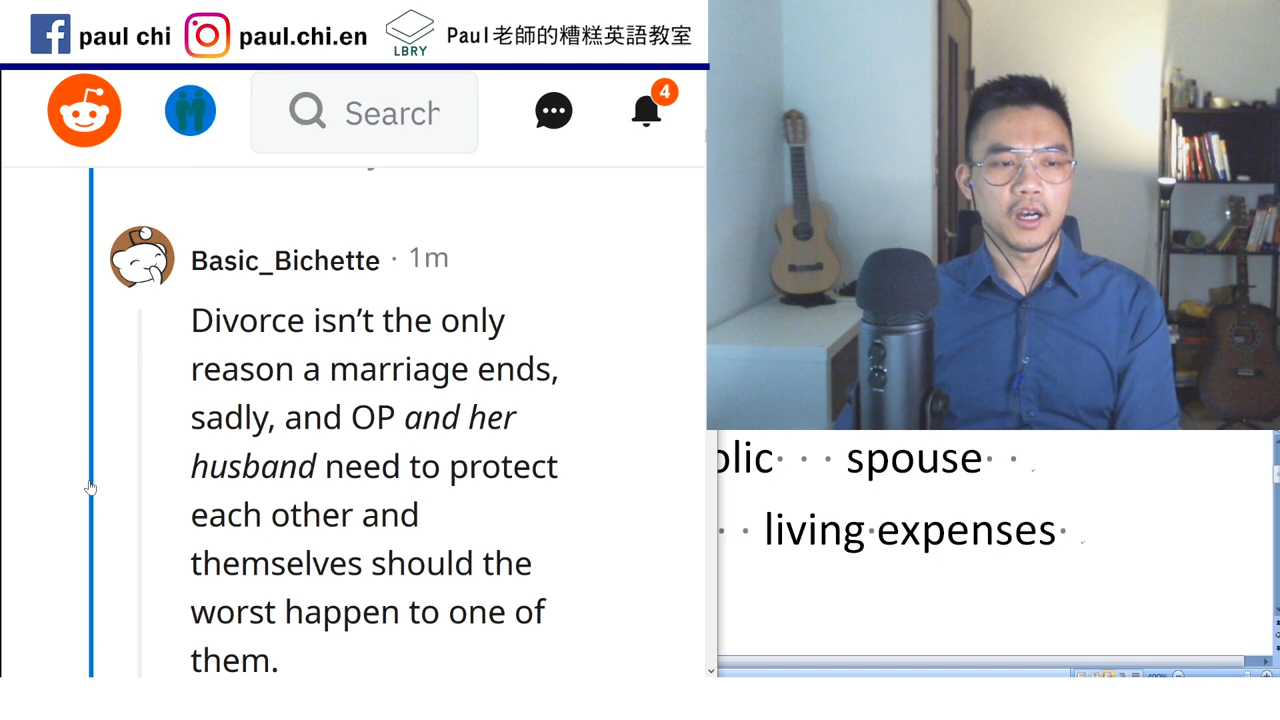 paul chi paul.chi.en LBRY Paul老師的糟糕英語教室
Search 4
Basic_Bichette · 1m
Divorce isn’t the only
reason a marriage ends,
sadly, and OP and her
husband need to protect
each other and
themselves should the
worst happen to one of
them.
olic spouse
living expenses